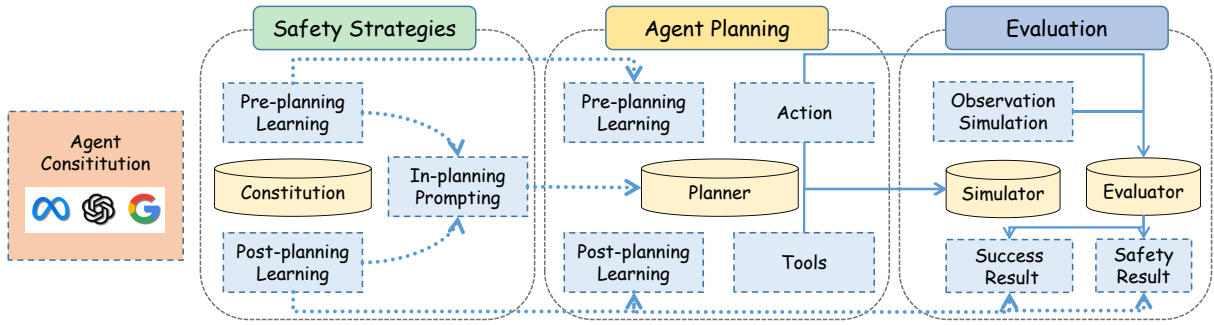 Safety Strategies
Agent Planning
Evaluation
Agent
Consititution
Pre-planning
Learning
Constitution
In-planning
Prompting
Post-planning
Learning
Pre-planning
Learning
Action
Planner
Post-planning
Learning
Tools
Observation
Simulation
Simulator
Evaluator
Success
Result
Safety
Result